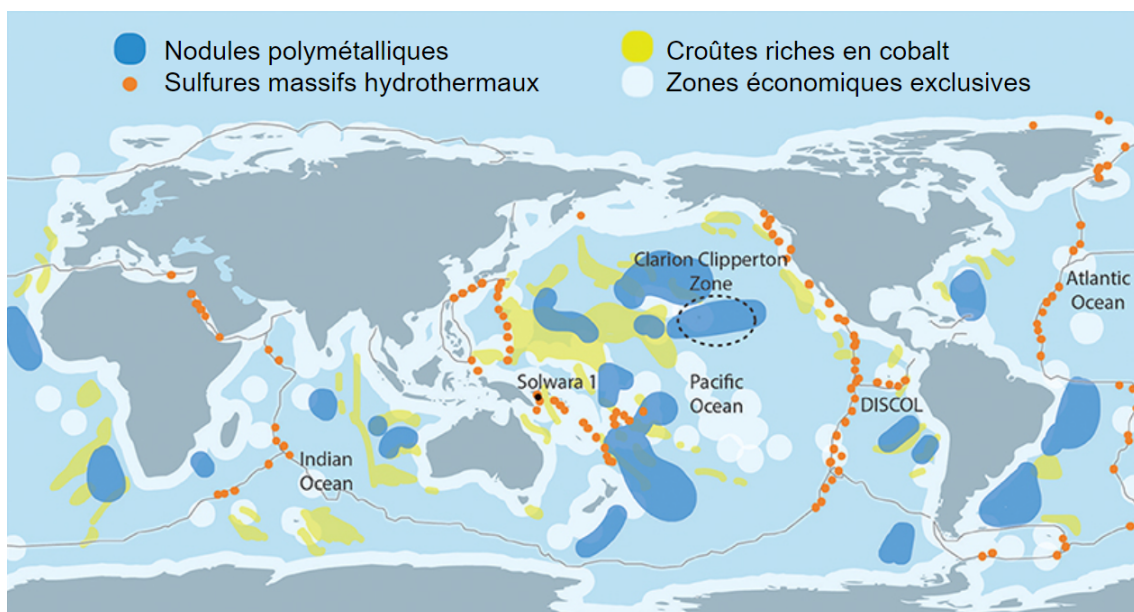 Nodules polymétalliques
Sulfures massifs hydrothermaux
Croûtes riches en cobalt
Zones économiques exclusives
Clarion Clipperton
Zone
Atlantic
Ocean
Solwara 1
Pacific
Ocean
DISCOL
Indian
Ocean